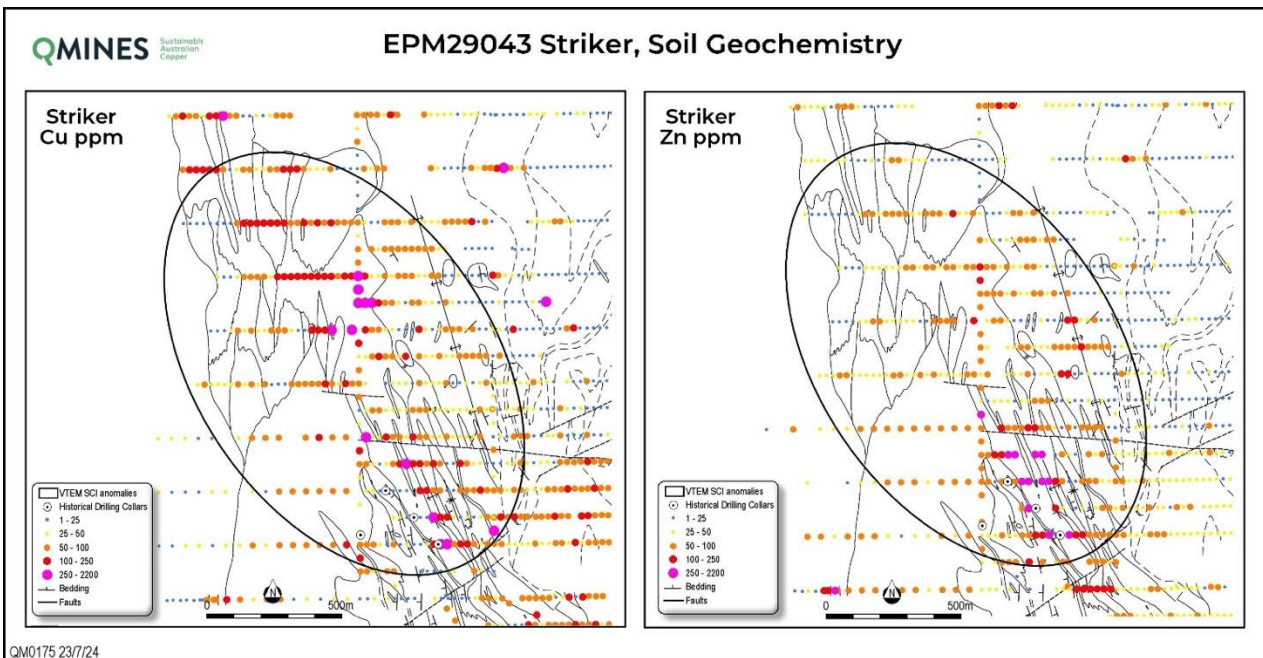 QMINES
Sustainable
Australian
Copper
EPM29043 Striker, Soil Geochemistry
Striker
Cu ppm
VTEM SCI anomalies
Historical Drilling Collars
1 - 25
25 - 50
50 - 100
100 - 250
250 - 2200
Bedding
Faults
N
0 500m
Striker
Zn ppm
VTEM SCI anomalies
Historical Drilling Collars
1 - 25
25 - 50
50 - 100
100 - 250
250 - 2200
Bedding
Faults
N
0 500m
QM0175 23/7/24